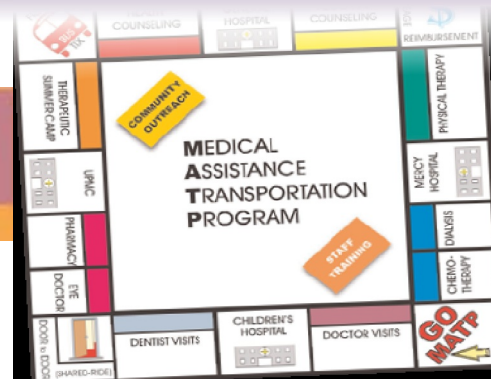 BUS
TIX
COUNSELING
HOSPITAL
COUNSELING
REIMBURSEMENT
THERAPEUTIC
SUMMER CAMP
COMMUNITY
OUTREACH
PHYSICAL THERAPY
MEDICAL
ASSISTANCE
TRANSPORTATION
PROGRAM
UPMC
MERCY
HOSPITAL
PHARMACY
STAFF
TRAINING
DIALYSIS
EYE
DOCTOR
CHEMO-
THERAPY
DOOR to DOOR
(SHARED-RIDE)
DENTIST VISITS
CHILDREN'S
HOSPITAL
DOCTOR VISITS
GO
MATP